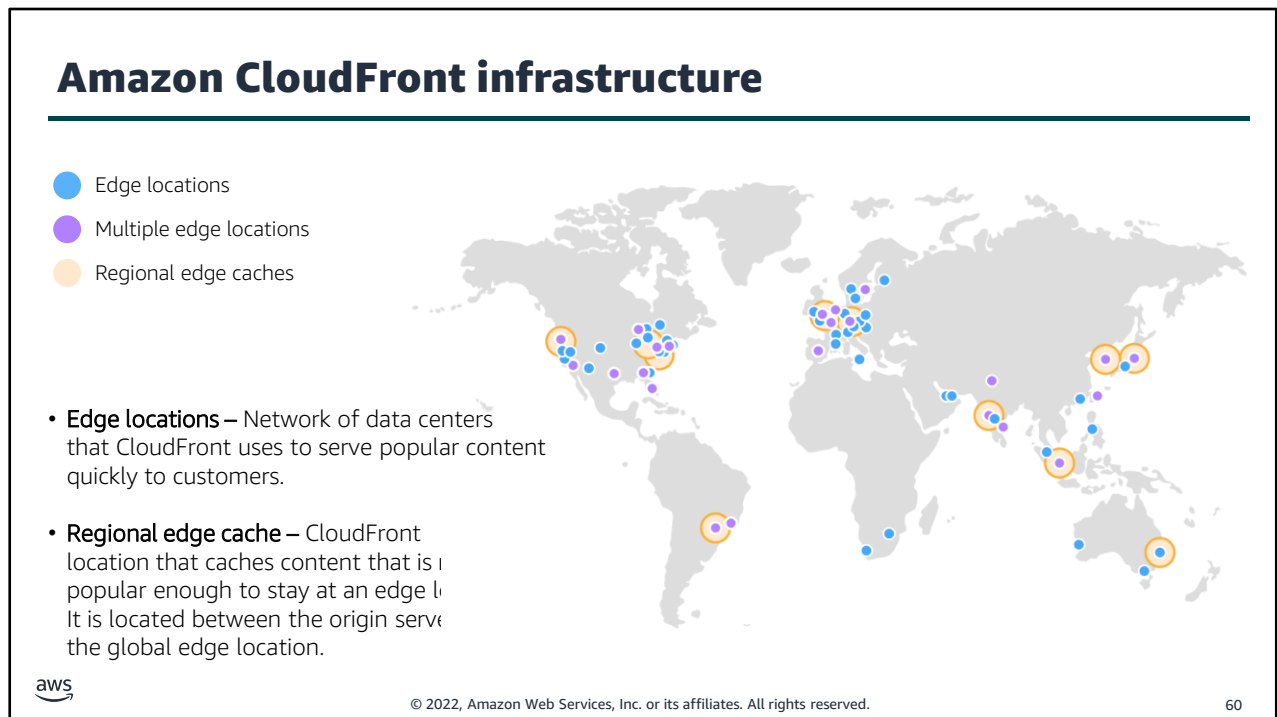 Amazon CloudFront infrastructure
Edge locations
Multiple edge locations
Regional edge caches
• Edge locations – Network of data centers
that CloudFront uses to serve popular content
quickly to customers.
• Regional edge cache – CloudFront
location that caches content that is
popular enough to stay at an edge
It is located between the origin
the global edge location.
aws
© 2022, Amazon Web Services, Inc. or its affiliates. All rights reserved.
60